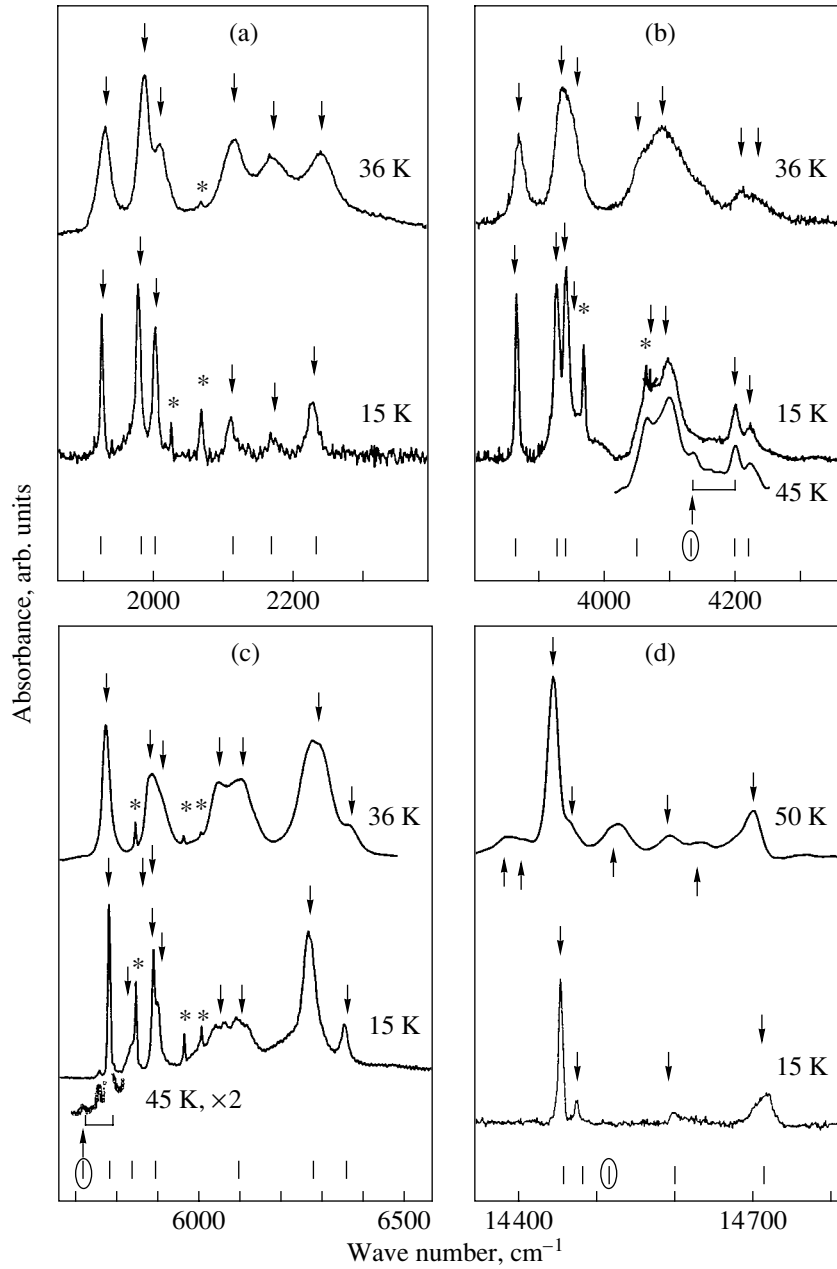 (a)
36 K
*
15 K
* *
2000 2200
(b)
36 K
*
*
15 K
45 K
4000 4200
Absorbance, arb. units
(c)
36 K
* * *
15 K
* * *
45 K, ×2
6000 6500
(d)
50 K
15 K
14400 14700
Wave number, cm⁻¹